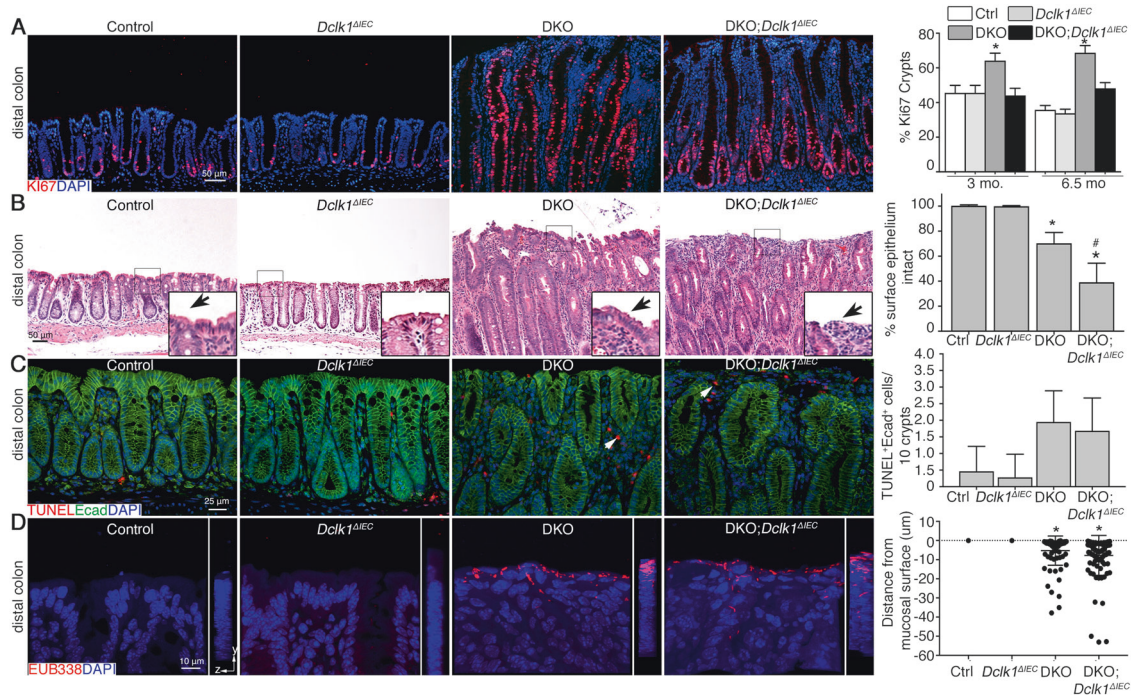 A
Control
Dclk1ΔIEC
DKO
DKO;Dclk1ΔIEC
distal colon
50 µm
KI67DAPI
Ctrl Dclk1ΔIEC
DKO DKO;Dclk1ΔIEC
% Ki67 Crypts
80
60
40
20
0
*
*
3 mo.
6.5 mo
B
Control
Dclk1ΔIEC
DKO
DKO;Dclk1ΔIEC
distal colon
50 µm
% surface epithelium
intact
100
80
60
40
20
0
*
#
*
Ctrl
Dclk1ΔIEC
DKO
DKO;
Dclk1ΔIEC
C
Control
Dclk1ΔIEC
DKO
DKO;Dclk1ΔIEC
distal colon
25 µm
TUNELEcadDAPI
TUNEL+Ecad+ cells/
10 crypts
4.0
3.5
3.0
2.5
2.0
1.5
1.0
.5
0
Ctrl
Dclk1ΔIEC
DKO
DKO;
Dclk1ΔIEC
D
Control
Dclk1ΔIEC
DKO
DKO;Dclk1ΔIEC
distal colon
10 µm
y
z
EUB338DAPI
Distance from
mucosal surface (um)
10
0
-10
-20
-30
-40
-50
-60
*
*
Ctrl
Dclk1ΔIEC
DKO
DKO;
Dclk1ΔIEC